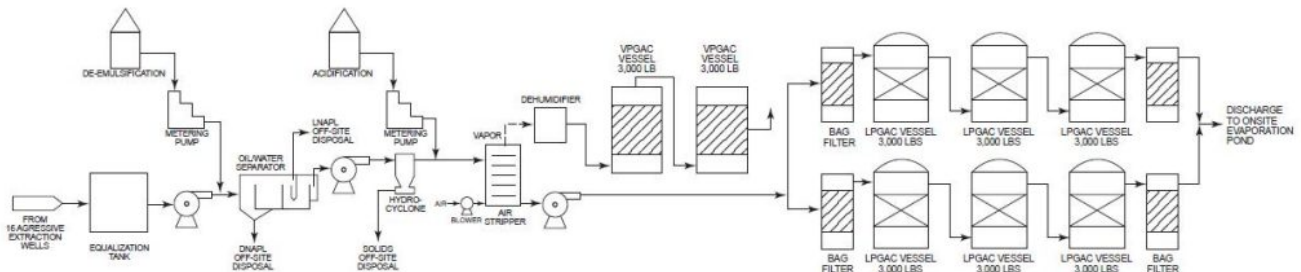 DE-EMULSIFICATION
METERING
PUMP
ACIDIFICATION
METERING
PUMP
LNAPL
OFF-SITE
DISPOSAL
OIL/WATER
SEPARATOR
FROM
16 AGRESSIVE
EXTRACTION
WELLS
EQUALIZATION
TANK
DNAPL
OFF-SITE
DISPOSAL
HYDRO-
CYCLONE
SOLIDS
OFF-SITE
DISPOSAL
VAPOR
DEHUMIDIFIER
AIR
BLOWER
AIR
STRIPPER
VPGAC
VESSEL
3,000 LB
VPGAC
VESSEL
3,000 LB
BAG
FILTER
LPGAC VESSEL
3,000 LBS
LPGAC VESSEL
3,000 LBS
LPGAC VESSEL
3,000 LBS
BAG
FILTER
DISCHARGE
TO ONSITE
EVAPORATION
POND
BAG
FILTER
LPGAC VESSEL
3,000 LBS
LPGAC VESSEL
3,000 LBS
LPGAC VESSEL
3,000 LBS
BAG
FILTER